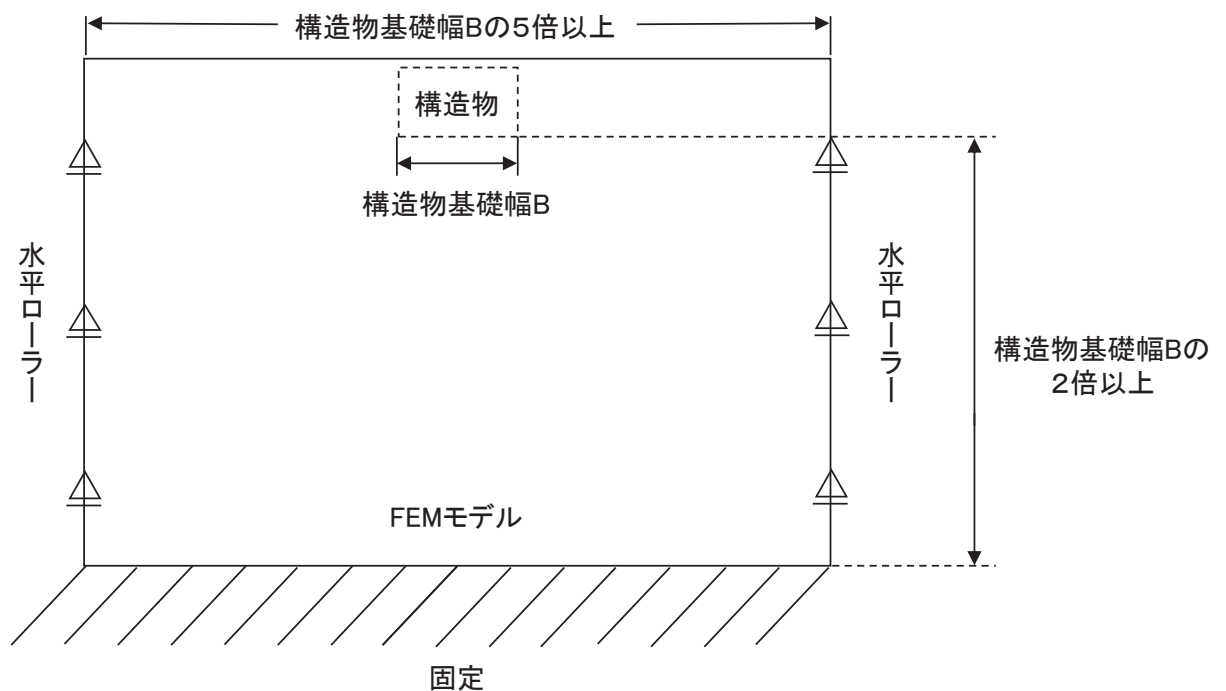 構造物基礎幅Bの5倍以上
構造物
構造物基礎幅B
水平ローラー
水平ローラー
構造物基礎幅Bの
2倍以上
FEMモデル
固定